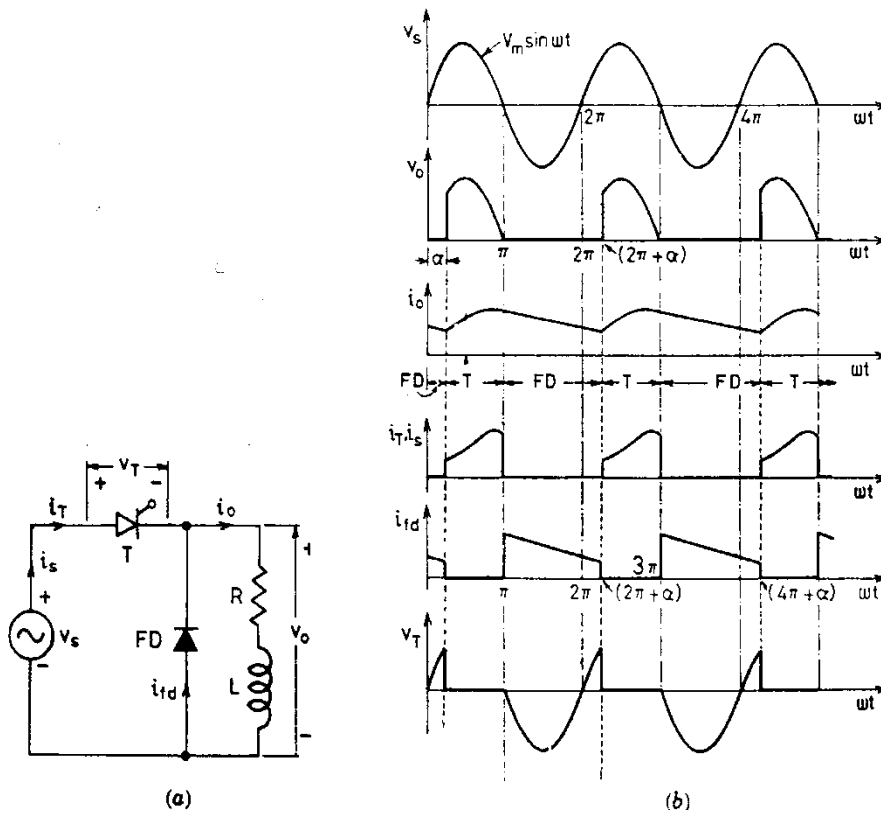 v_s
V_m sin ωt
2π
4π
ωt
v_o
α
π
2π
(2π+α)
ωt
i_o
FD
T
FD
T
FD
T
ωt
i_T, i_s
ωt
i_fd
π
2π
(2π+α)
3π
(4π+α)
ωt
v_T
ωt
(b)
v_T
+
-
i_T
T
i_o
+
i_s
+
v_s
-
FD
i_fd
R
L
v_o
-
(a)